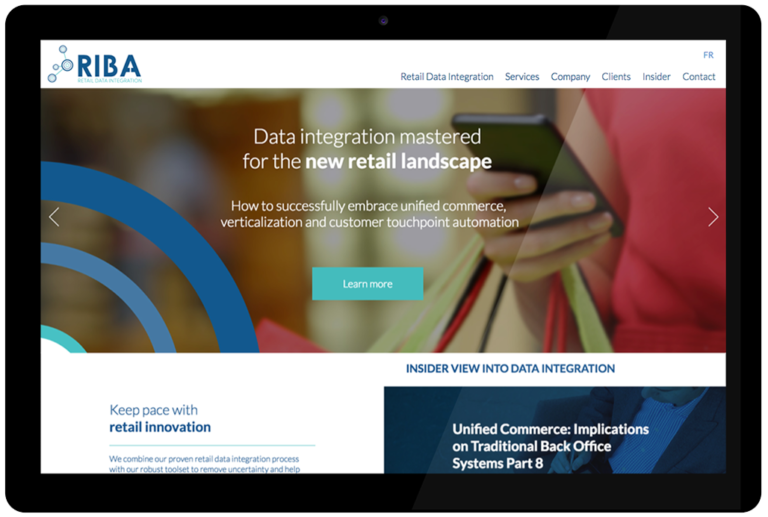 RIBA
RETAIL DATA INTEGRATION
FR
Retail Data Integration Services Company Clients Insider Contact
Data integration mastered
for the new retail landscape
How to successfully embrace unified commerce,
verticalization and customer touchpoint automation
Learn more
INSIDER VIEW INTO DATA INTEGRATION
Keep pace with
retail innovation
We combine our proven retail data integration process
with our robust toolset to remove uncertainty and help
Unified Commerce: Implications
on Traditional Back Office
Systems Part 8